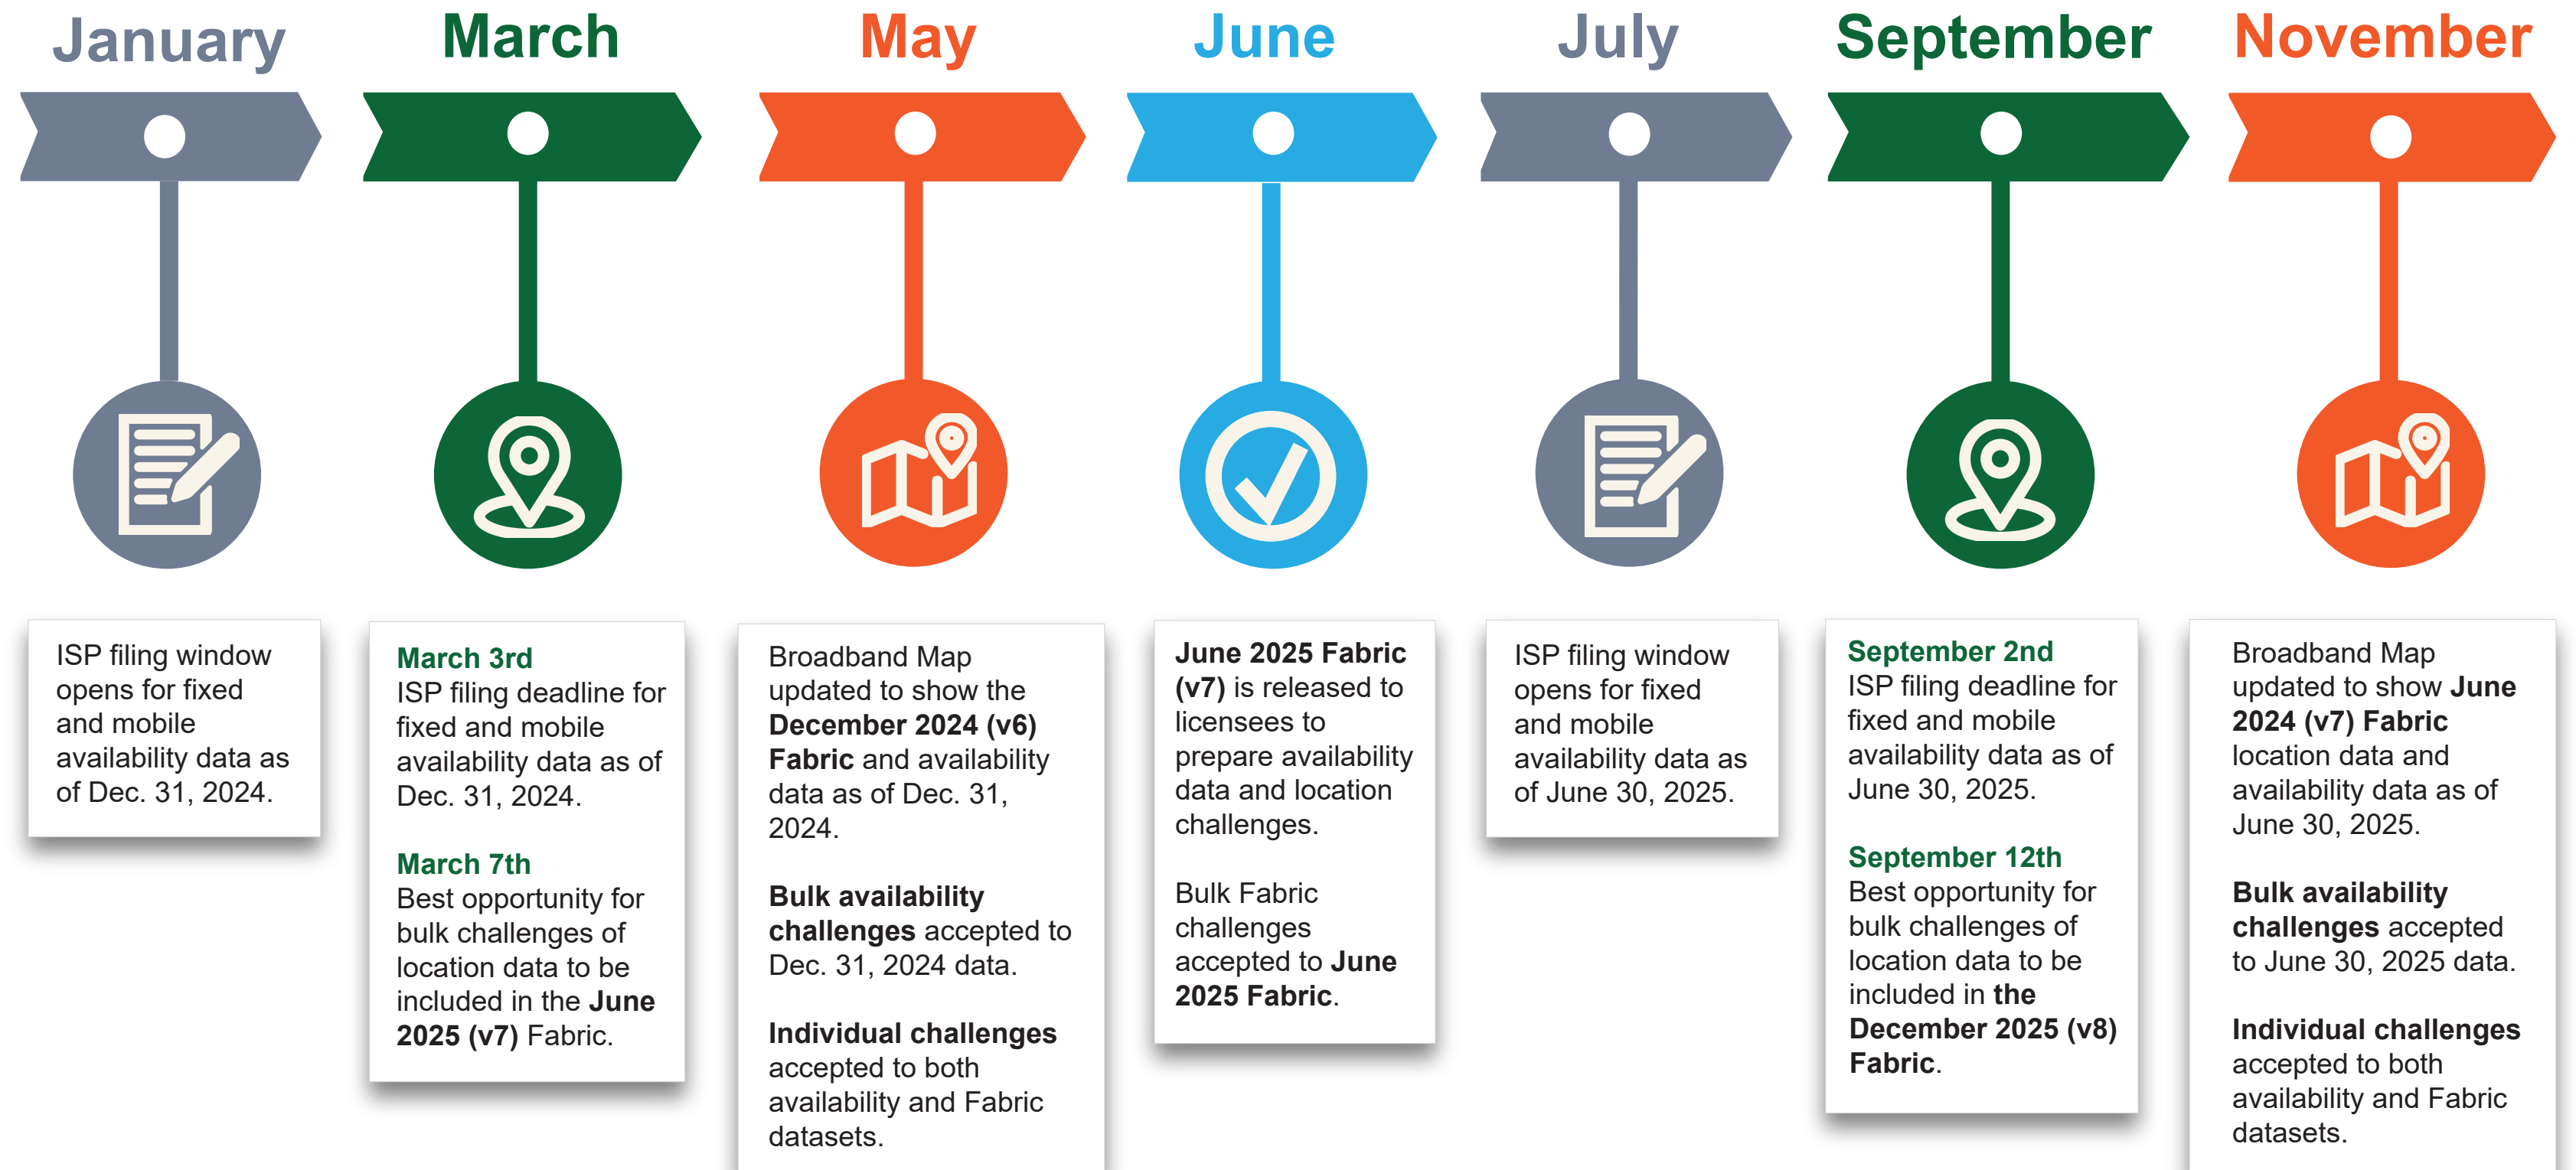 January
March
May
June
July
September
November
ISP filing window
opens for fixed
and mobile
availability data as
of Dec. 31, 2024.
March 3rd
ISP filing deadline for
fixed and mobile
availability data as of
Dec. 31, 2024.
March 7th
Best opportunity for
bulk challenges of
location data to be
included in the June
2025 (v7) Fabric.
Broadband Map
updated to show the
December 2024 (v6)
Fabric and availability
data as of Dec. 31,
2024.
Bulk availability
challenges accepted to
Dec. 31, 2024 data.
Individual challenges
accepted to both
availability and Fabric
datasets.
June 2025 Fabric
(v7) is released to
licensees to
prepare availability
data and location
challenges.
Bulk Fabric
challenges
accepted to June
2025 Fabric.
ISP filing window
opens for fixed
and mobile
availability data as
of June 30, 2025.
September 2nd
ISP filing deadline for
fixed and mobile
availability data as of
June 30, 2025.
September 12th
Best opportunity for
bulk challenges of
location data to be
included in the
December 2025 (v8)
Fabric.
Broadband Map
updated to show June
2024 (v7) Fabric
location data and
availability data as of
June 30, 2025.
Bulk availability
challenges accepted
to June 30, 2025 data.
Individual challenges
accepted to both
availability and Fabric
datasets.